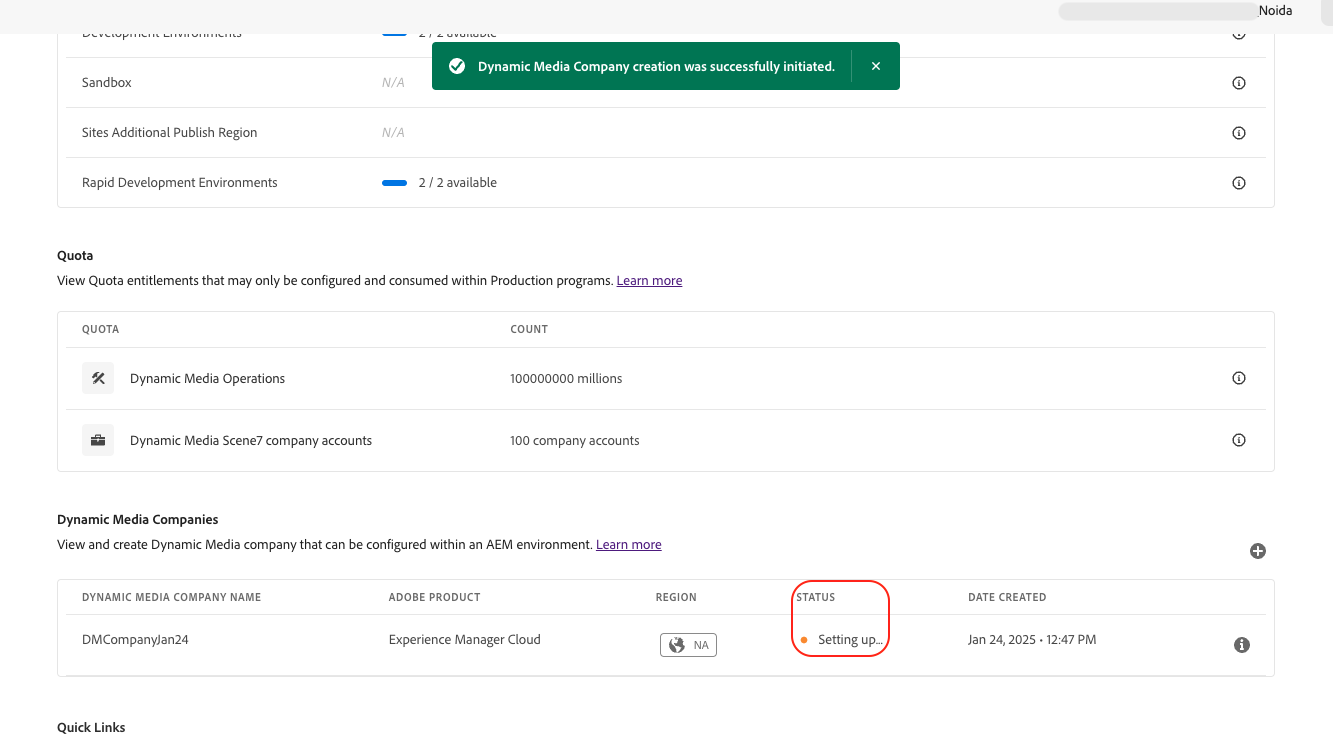 Noida
Development Environments 2 / 2 available
Dynamic Media Company creation was successfully initiated.
Sandbox N/A
Sites Additional Publish Region N/A
Rapid Development Environments 2 / 2 available
Quota
View Quota entitlements that may only be configured and consumed within Production programs. Learn more
QUOTA COUNT
Dynamic Media Operations 100000000 millions
Dynamic Media Scene7 company accounts 100 company accounts
Dynamic Media Companies
View and create Dynamic Media company that can be configured within an AEM environment. Learn more
DYNAMIC MEDIA COMPANY NAME ADOBE PRODUCT REGION STATUS DATE CREATED
DMCompanyJan24 Experience Manager Cloud NA Setting up... Jan 24, 2025 • 12:47 PM
Quick Links